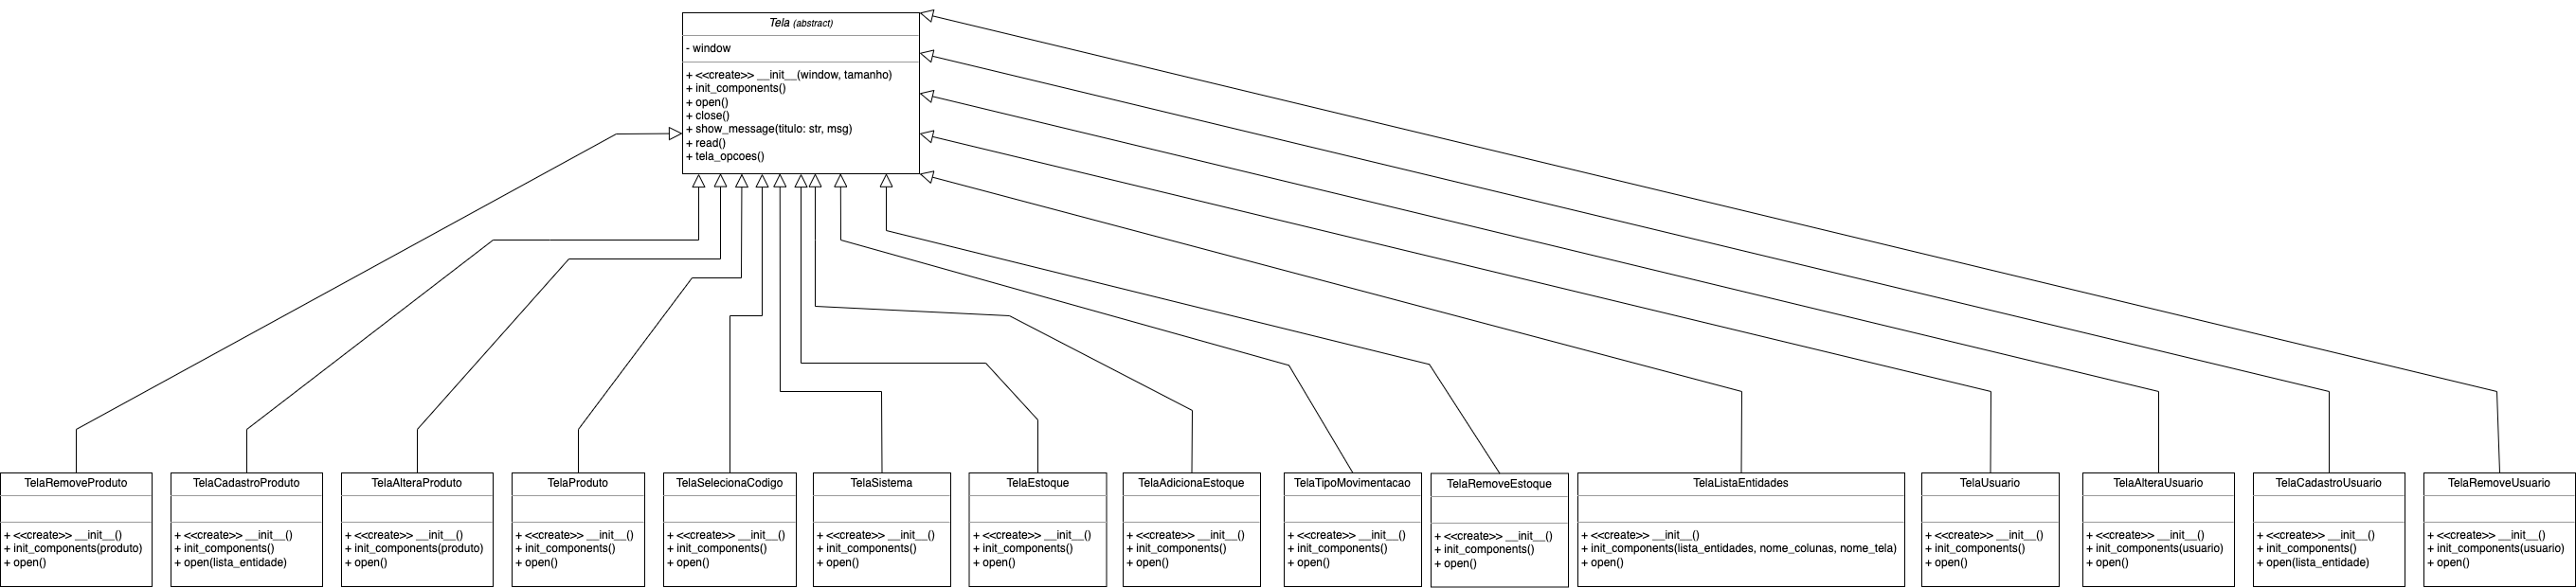 Tela (abstract)
- window
+ <<create>> __init__(window, tamanho)
+ init_components()
+ open()
+ close()
+ show_message(titulo: str, msg)
+ read()
+ tela_opcoes()
TelaRemoveProduto
+ <<create>> __init__()
+ init_components(produto)
+ open()
TelaCadastroProduto
+ <<create>> __init__()
+ init_components()
+ open(lista_entidade)
TelaAlteraProduto
+ <<create>> __init__()
+ init_components(produto)
+ open()
TelaProduto
+ <<create>> __init__()
+ init_components()
+ open()
TelaSelecionaCodigo
+ <<create>> __init__()
+ init_components()
+ open()
TelaSistema
+ <<create>> __init__()
+ init_components()
+ open()
TelaEstoque
+ <<create>> __init__()
+ init_components()
+ open()
TelaAdicionaEstoque
+ <<create>> __init__()
+ init_components()
+ open()
TelaTipoMovimentacao
+ <<create>> __init__()
+ init_components()
+ open()
TelaRemoveEstoque
+ <<create>> __init__()
+ init_components()
+ open()
TelaListaEntidades
+ <<create>> __init__()
+ init_components(lista_entidades, nome_colunas, nome_tela)
+ open()
TelaUsuario
+ <<create>> __init__()
+ init_components()
+ open()
TelaAlteraUsuario
+ <<create>> __init__()
+ init_components(usuario)
+ open()
TelaCadastroUsuario
+ <<create>> __init__()
+ init_components()
+ open(lista_entidade)
TelaRemoveUsuario
+ <<create>> __init__()
+ init_components(usuario)
+ open()